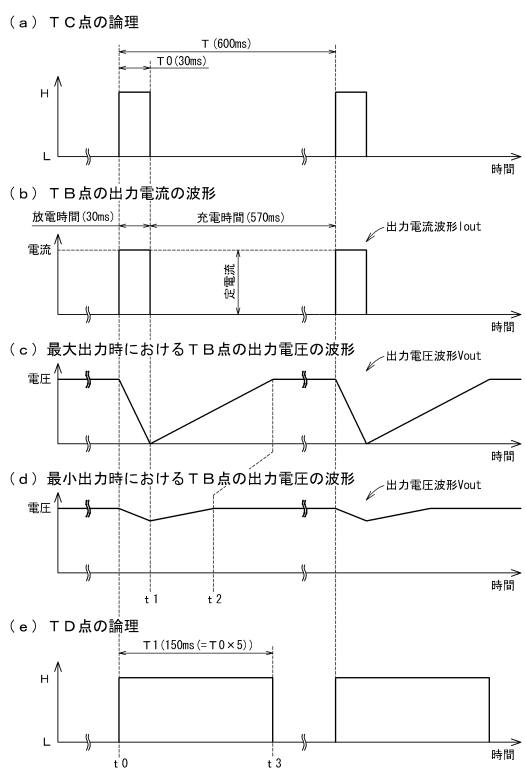 (a) TC点の論理
T(600ms)
T0(30ms)
H
L
時間
(b) TB点の出力電流の波形
放電時間(30ms)
充電時間(570ms)
出力電流波形Iout
電流
定電流
時間
(c) 最大出力時におけるTB点の出力電圧の波形
出力電圧波形Vout
電圧
時間
(d) 最小出力時におけるTB点の出力電圧の波形
出力電圧波形Vout
電圧
時間
t1
t2
(e) TD点の論理
T1(150ms(=T0×5))
H
L
時間
t0
t3